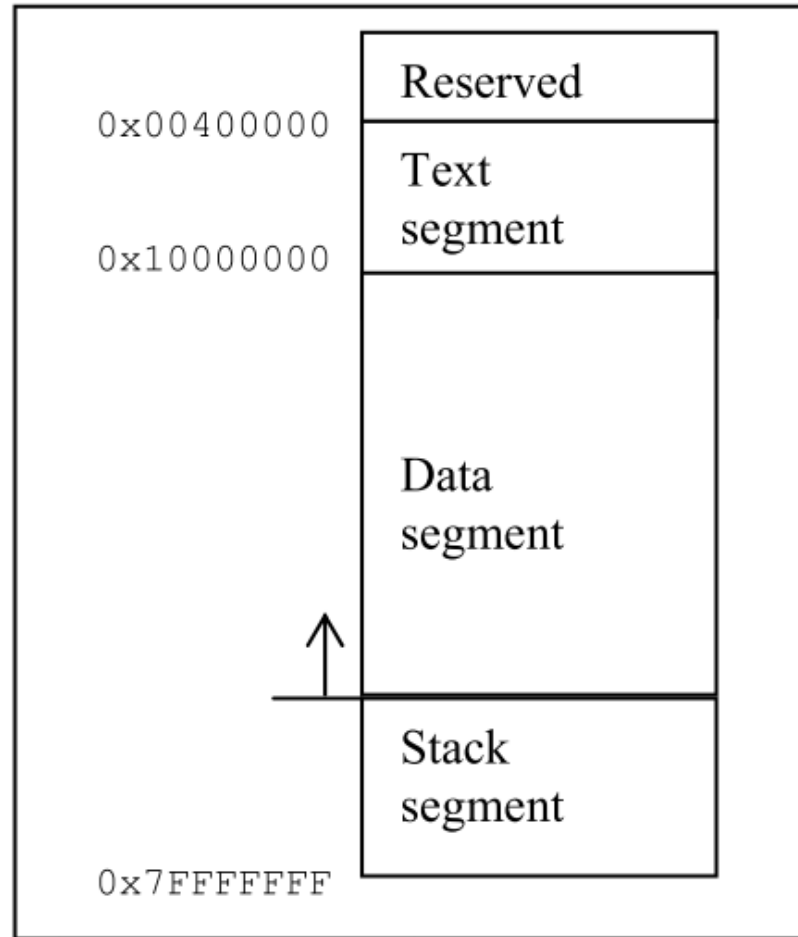 Reserved
0x00400000
Text
segment
0x10000000
Data
segment
Stack
segment
0x7FFFFFFF